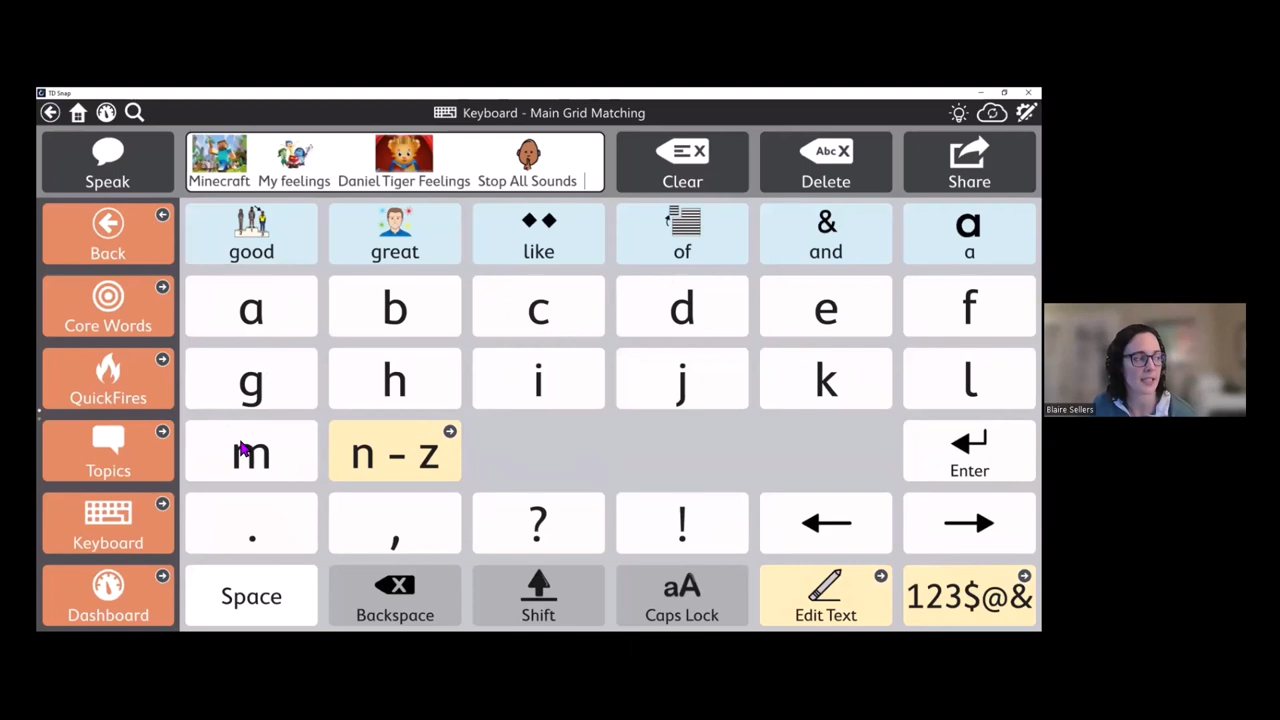 TD Snap
Keyboard - Main Grid Matching
Speak
Minecraft My feelings Daniel Tiger Feelings Stop All Sounds
Clear
Abc X
Delete
Share
Back
good
great
like
of
&
and
a
a
Core Words
a b c d e f
QuickFires
g h i j k l
Topics
m n - z
Enter
Keyboard
. , ? !
Dashboard
Space
Backspace
Shift
aA
Caps Lock
Edit Text
123$@&
Blaire Sellers